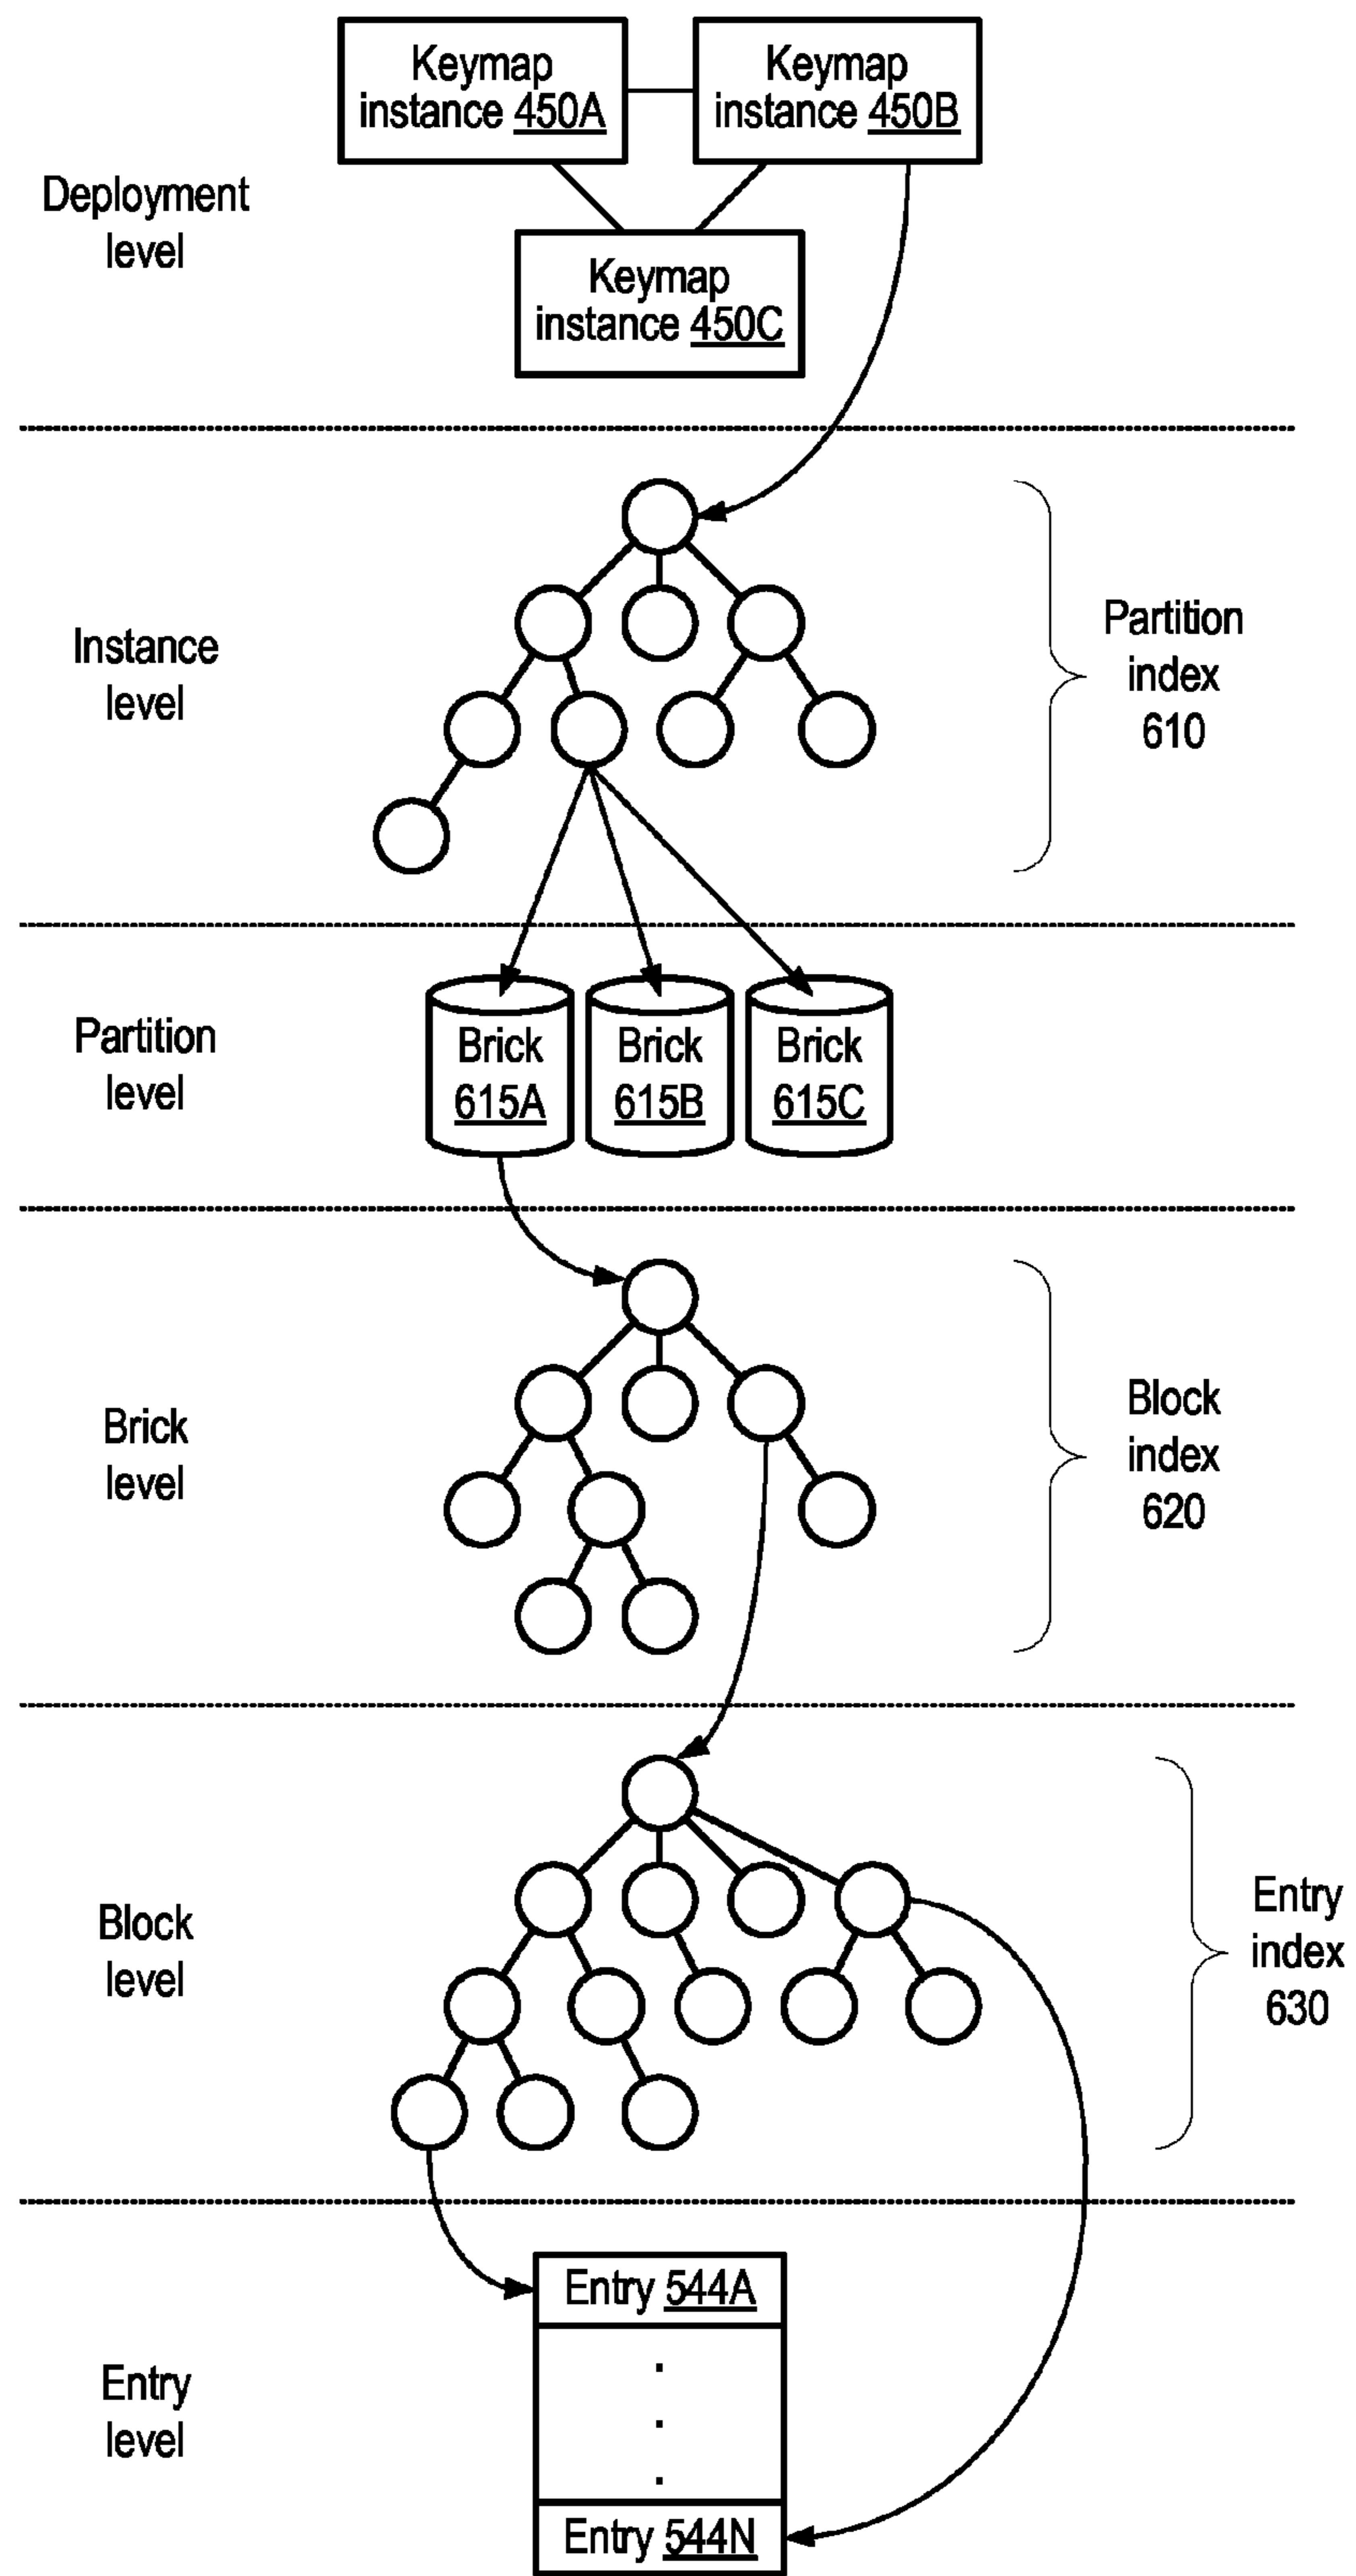 Keymap
instance 450A
Keymap
instance 450B
Deployment
level
Keymap
instance 450C
Instance
level
Partition
index
610
Partition
level
Brick
615A
Brick
615B
Brick
615C
Brick
level
Block
index
620
Block
level
Entry
index
630
Entry 544A
.
.
.
Entry
level
Entry 544N